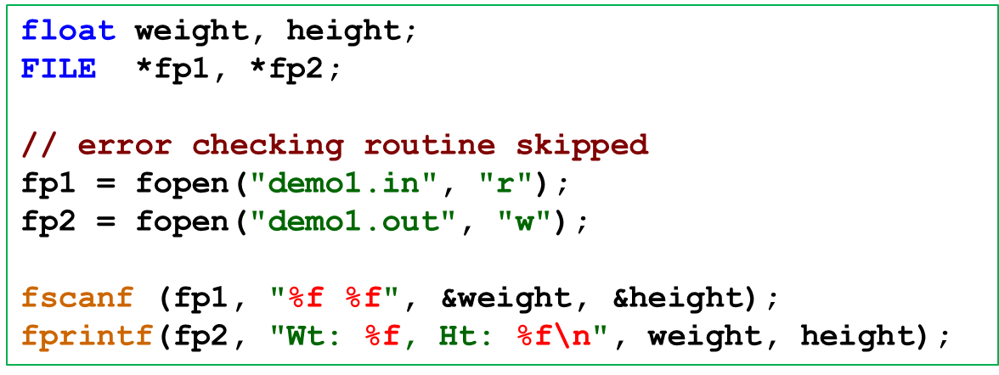 float weight, height;
FILE  *fp1, *fp2;
// error checking routine skipped
fp1 = fopen("demo1.in", "r");
fp2 = fopen("demo1.out", "w");
fscanf (fp1, "%f %f", &weight, &height);
fprintf(fp2, "Wt: %f, Ht: %f\n", weight, height);